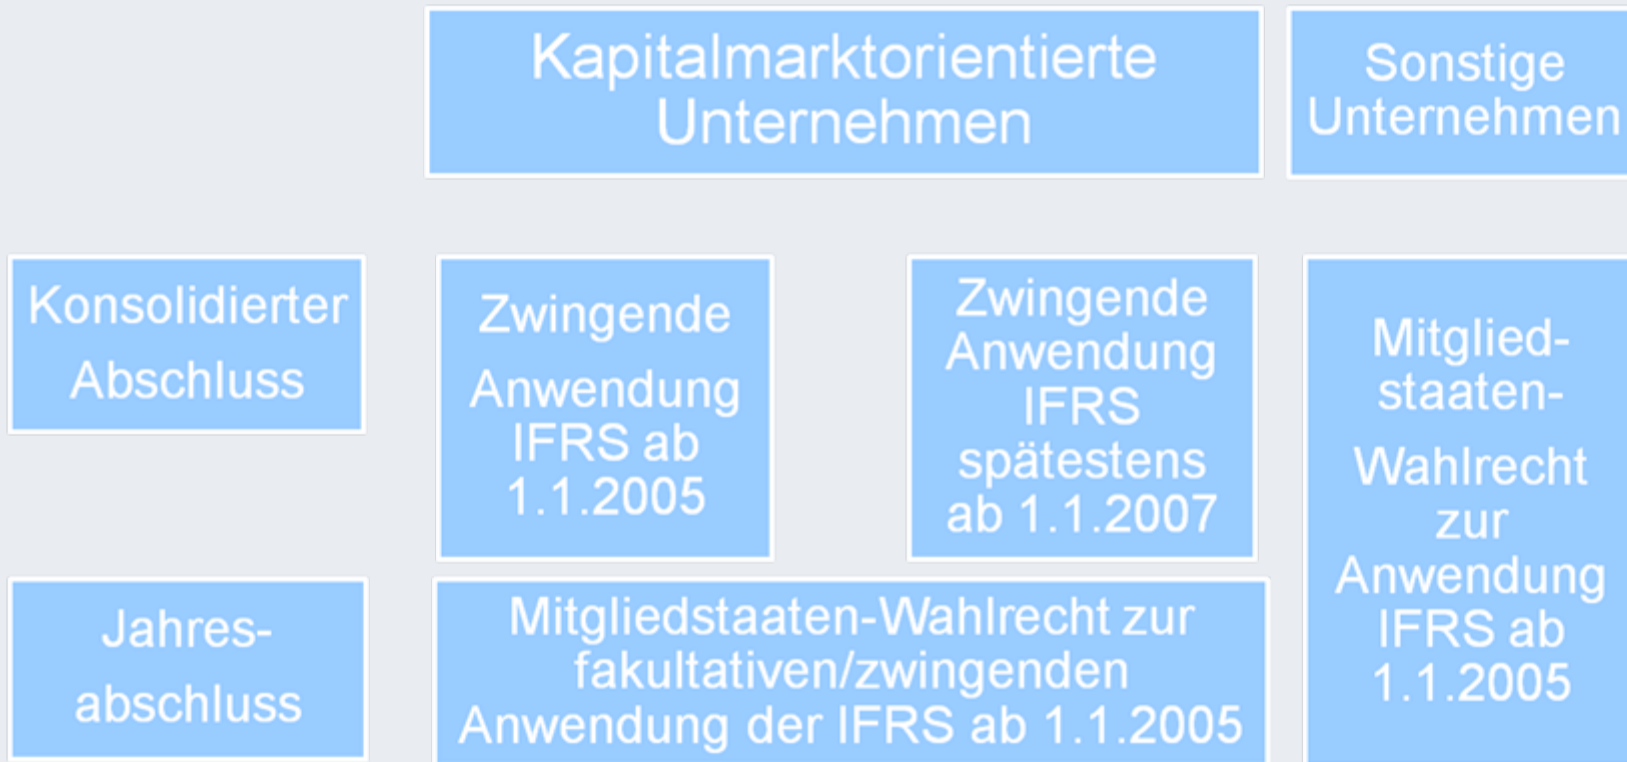 Kapitalmarktorientierte
Unternehmen
Sonstige
Unternehmen
Konsolidierter
Abschluss
Zwingende
Anwendung
IFRS ab
1.1.2005
Zwingende
Anwendung
IFRS
spätestens
ab 1.1.2007
Mitglied-
staaten-
Wahlrecht
zur
Anwendung
IFRS ab
1.1.2005
Jahres-
abschluss
Mitgliedstaaten-Wahlrecht zur
fakultativen/zwingenden
Anwendung der IFRS ab 1.1.2005